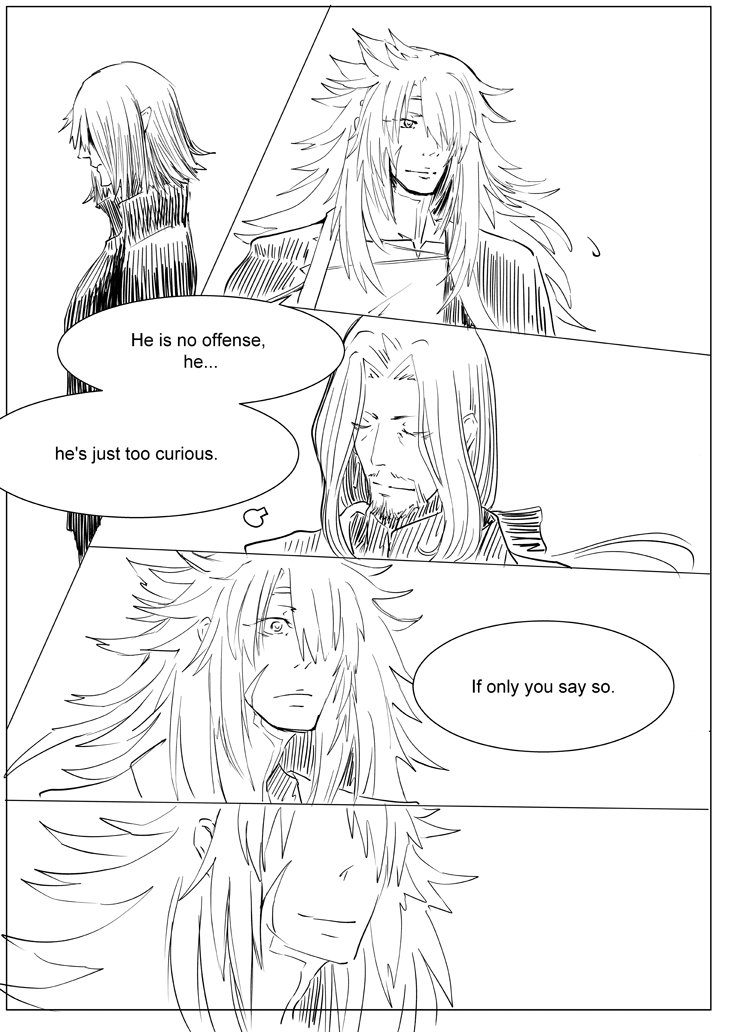 He is no offense,
he...
he's just too curious.
If only you say so.